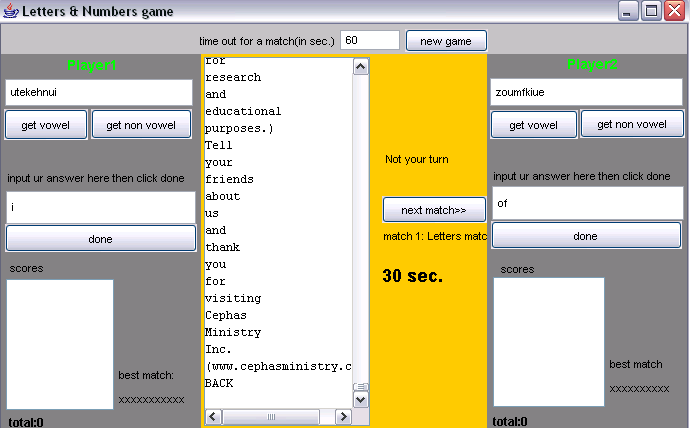 Letters & Numbers game
time out for a match(in sec.) 60 new game
Player1
utekehnui
get vowel get non vowel
input ur answer here then click done
i
done
scores
best match:
xxxxxxxxxxx
total:0
for
research
and
educational
purposes.)
Tell
your
friends
about
us
and
thank
you
for
visiting
Cephas
Ministry
Inc.
(www.cephasministry.c
BACK
Not your turn
next match>>
match 1: Letters matc
30 sec.
Player2
zoumfkiue
get vowel get non vowel
input ur answer here then click done
of
done
scores
best match
xxxxxxxxxxx
total:0